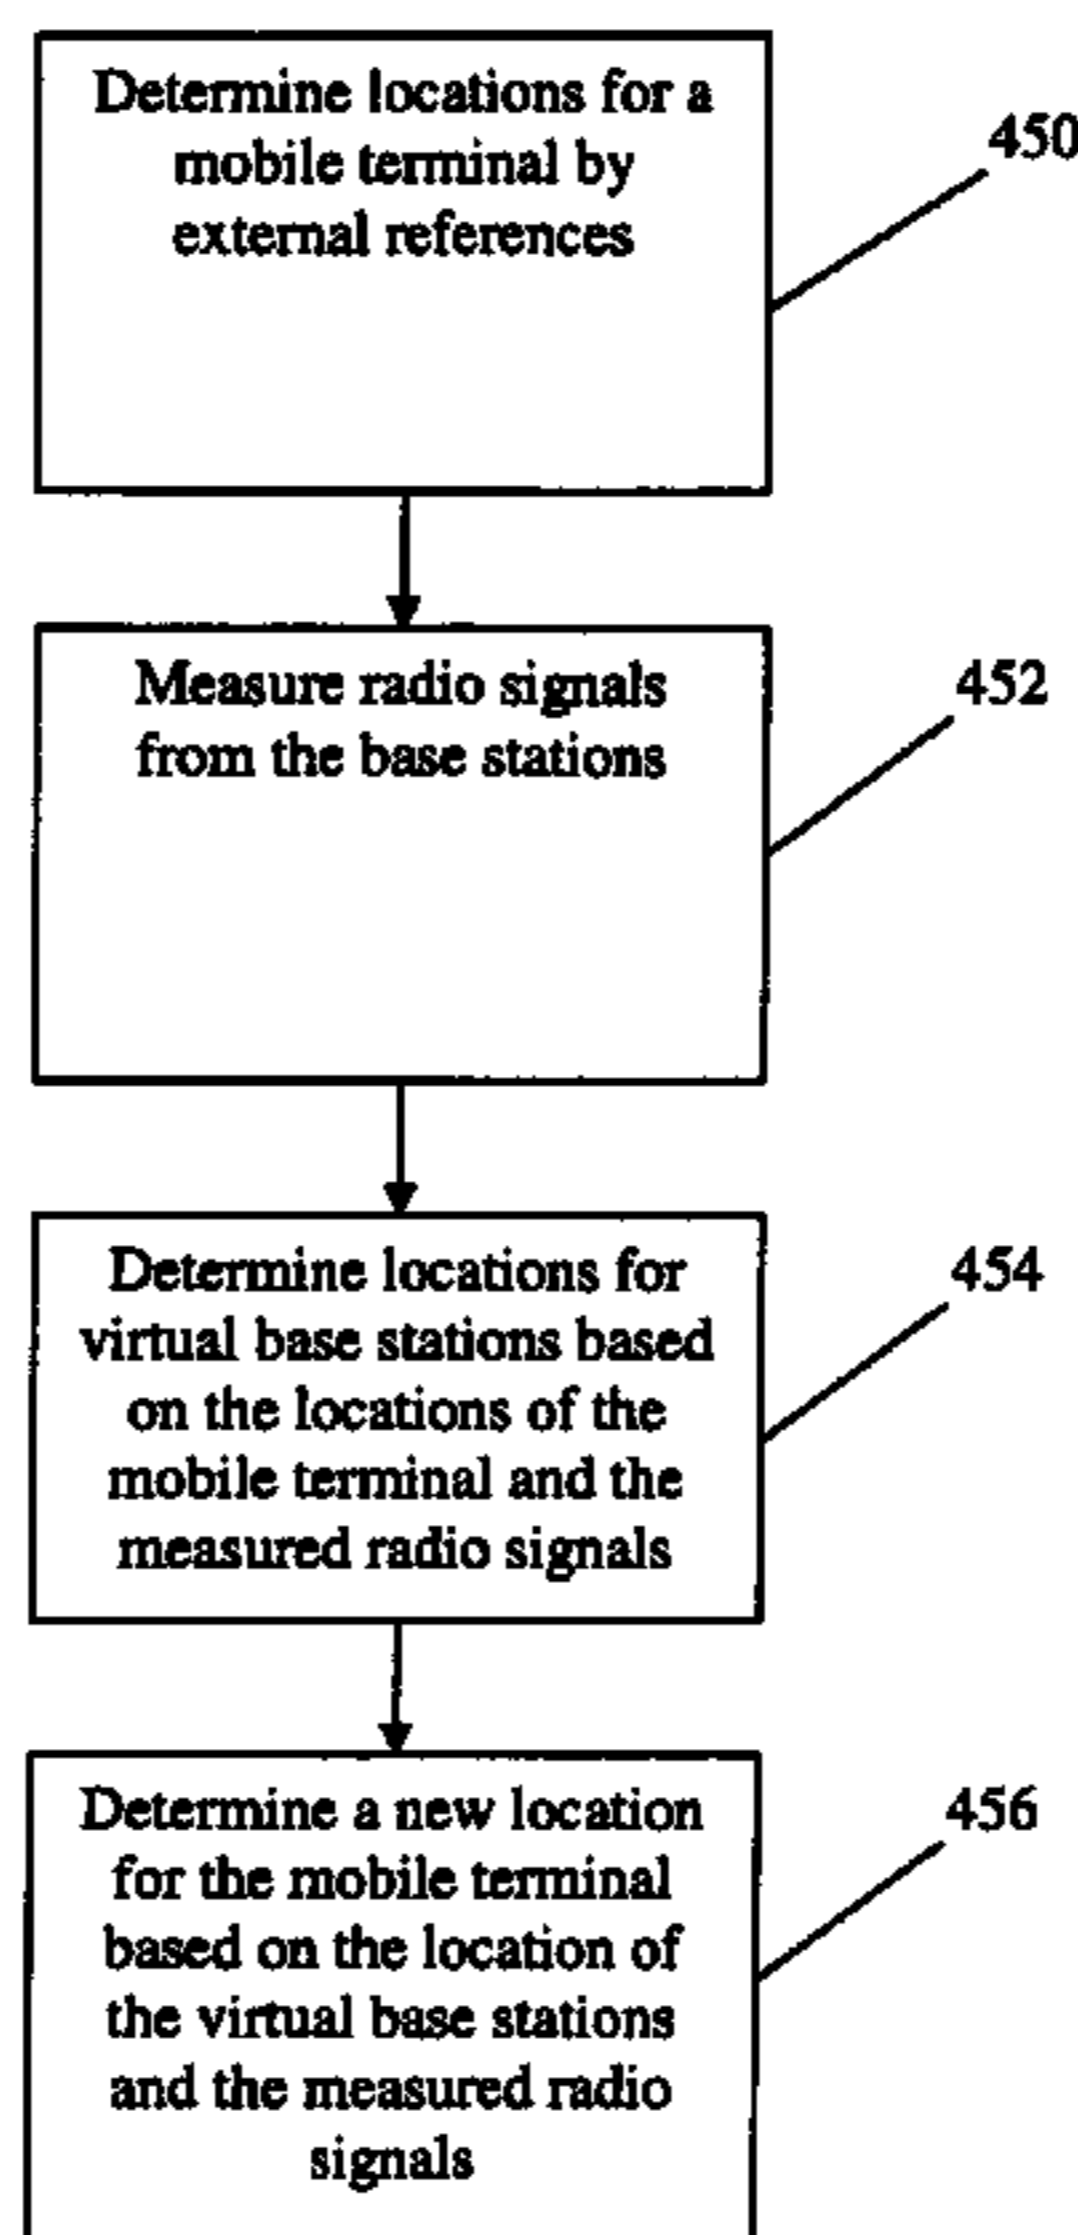 Determine locations for a
mobile terminal by
external references
450
Measure radio signals
from the base stations
452
Determine locations for
virtual base stations based
on the locations of the
mobile terminal and the
measured radio signals
454
Determine a new location
for the mobile terminal
based on the location of
the virtual base stations
and the measured radio
signals
456